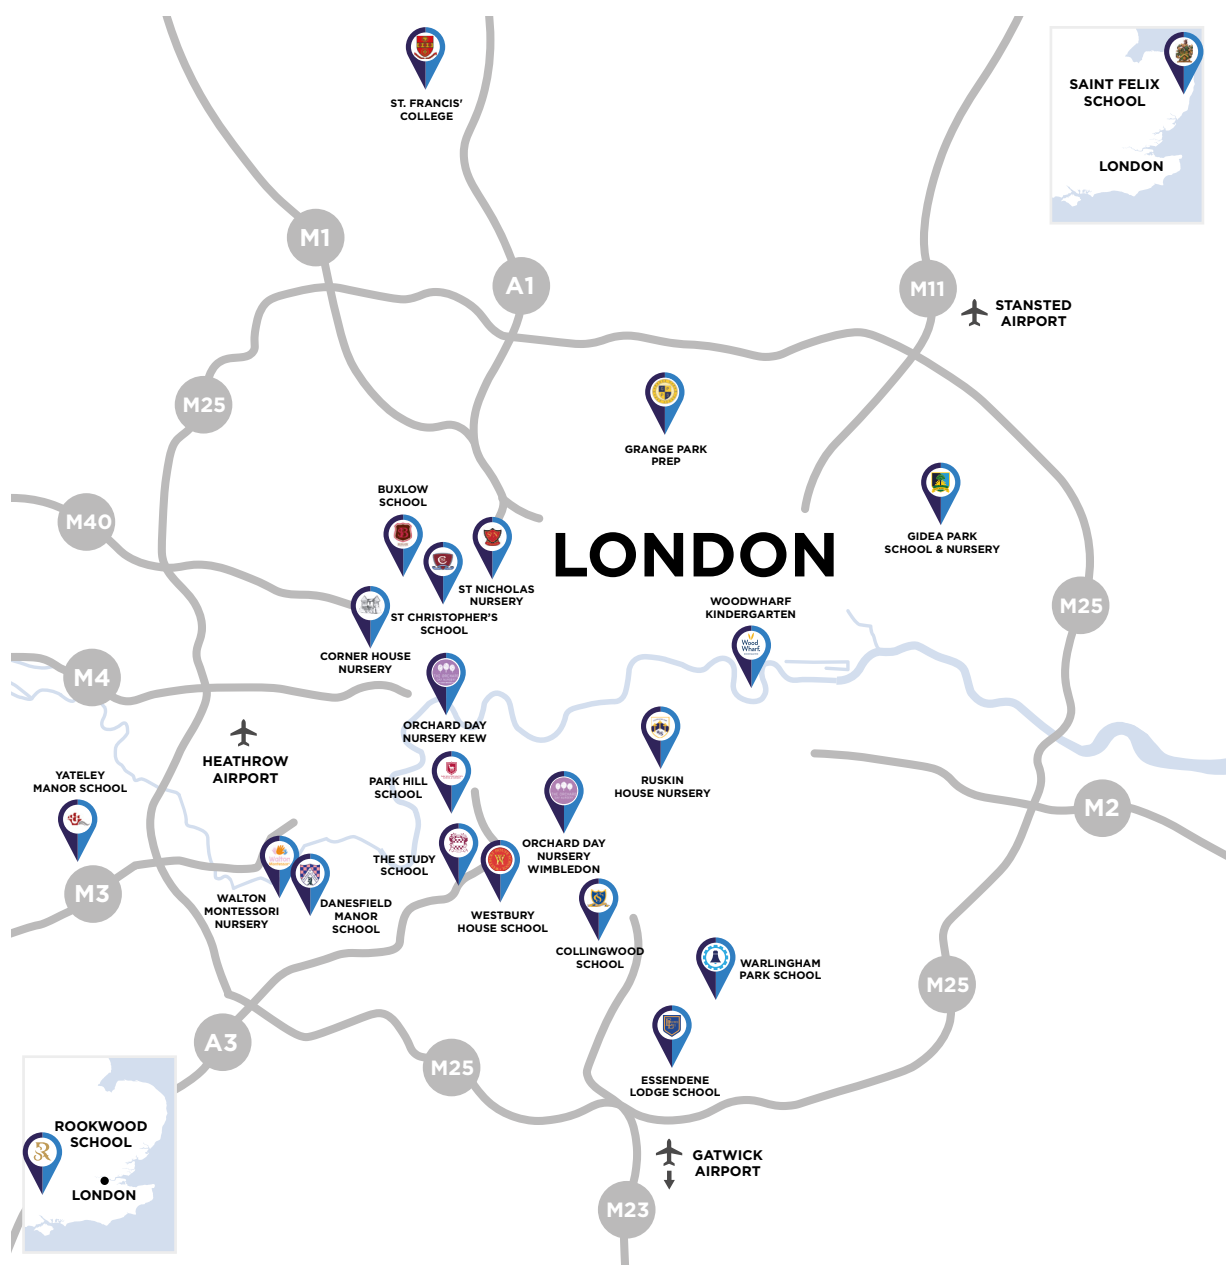 ST. FRANCIS'
COLLEGE
SAINT FELIX
SCHOOL
LONDON
M1
A1
M11
STANSTED
AIRPORT
M25
GRANGE PARK
PREP
BUXLOW
SCHOOL
M40
GIDEA PARK
SCHOOL & NURSERY
LONDON
ST NICHOLAS
NURSERY
ST CHRISTOPHER'S
SCHOOL
WOODWHARF
KINDERGARTEN
Wood
Wharf
M25
CORNER HOUSE
NURSERY
M4
ORCHARD DAY
NURSERY KEW
HEATHROW
AIRPORT
YATELEY
MANOR SCHOOL
PARK HILL
SCHOOL
RUSKIN
HOUSE NURSERY
M2
ORCHARD DAY
NURSERY
WIMBLEDON
THE STUDY
SCHOOL
M3
Walton
WALTON
MONTESSORI
NURSERY
DANESFIELD
MANOR
SCHOOL
WESTBURY
HOUSE SCHOOL
COLLINGWOOD
SCHOOL
WARLINGHAM
PARK SCHOOL
M25
A3
M25
ESSENDENE
LODGE SCHOOL
ROOKWOOD
SCHOOL
R
LONDON
GATWICK
AIRPORT
M23